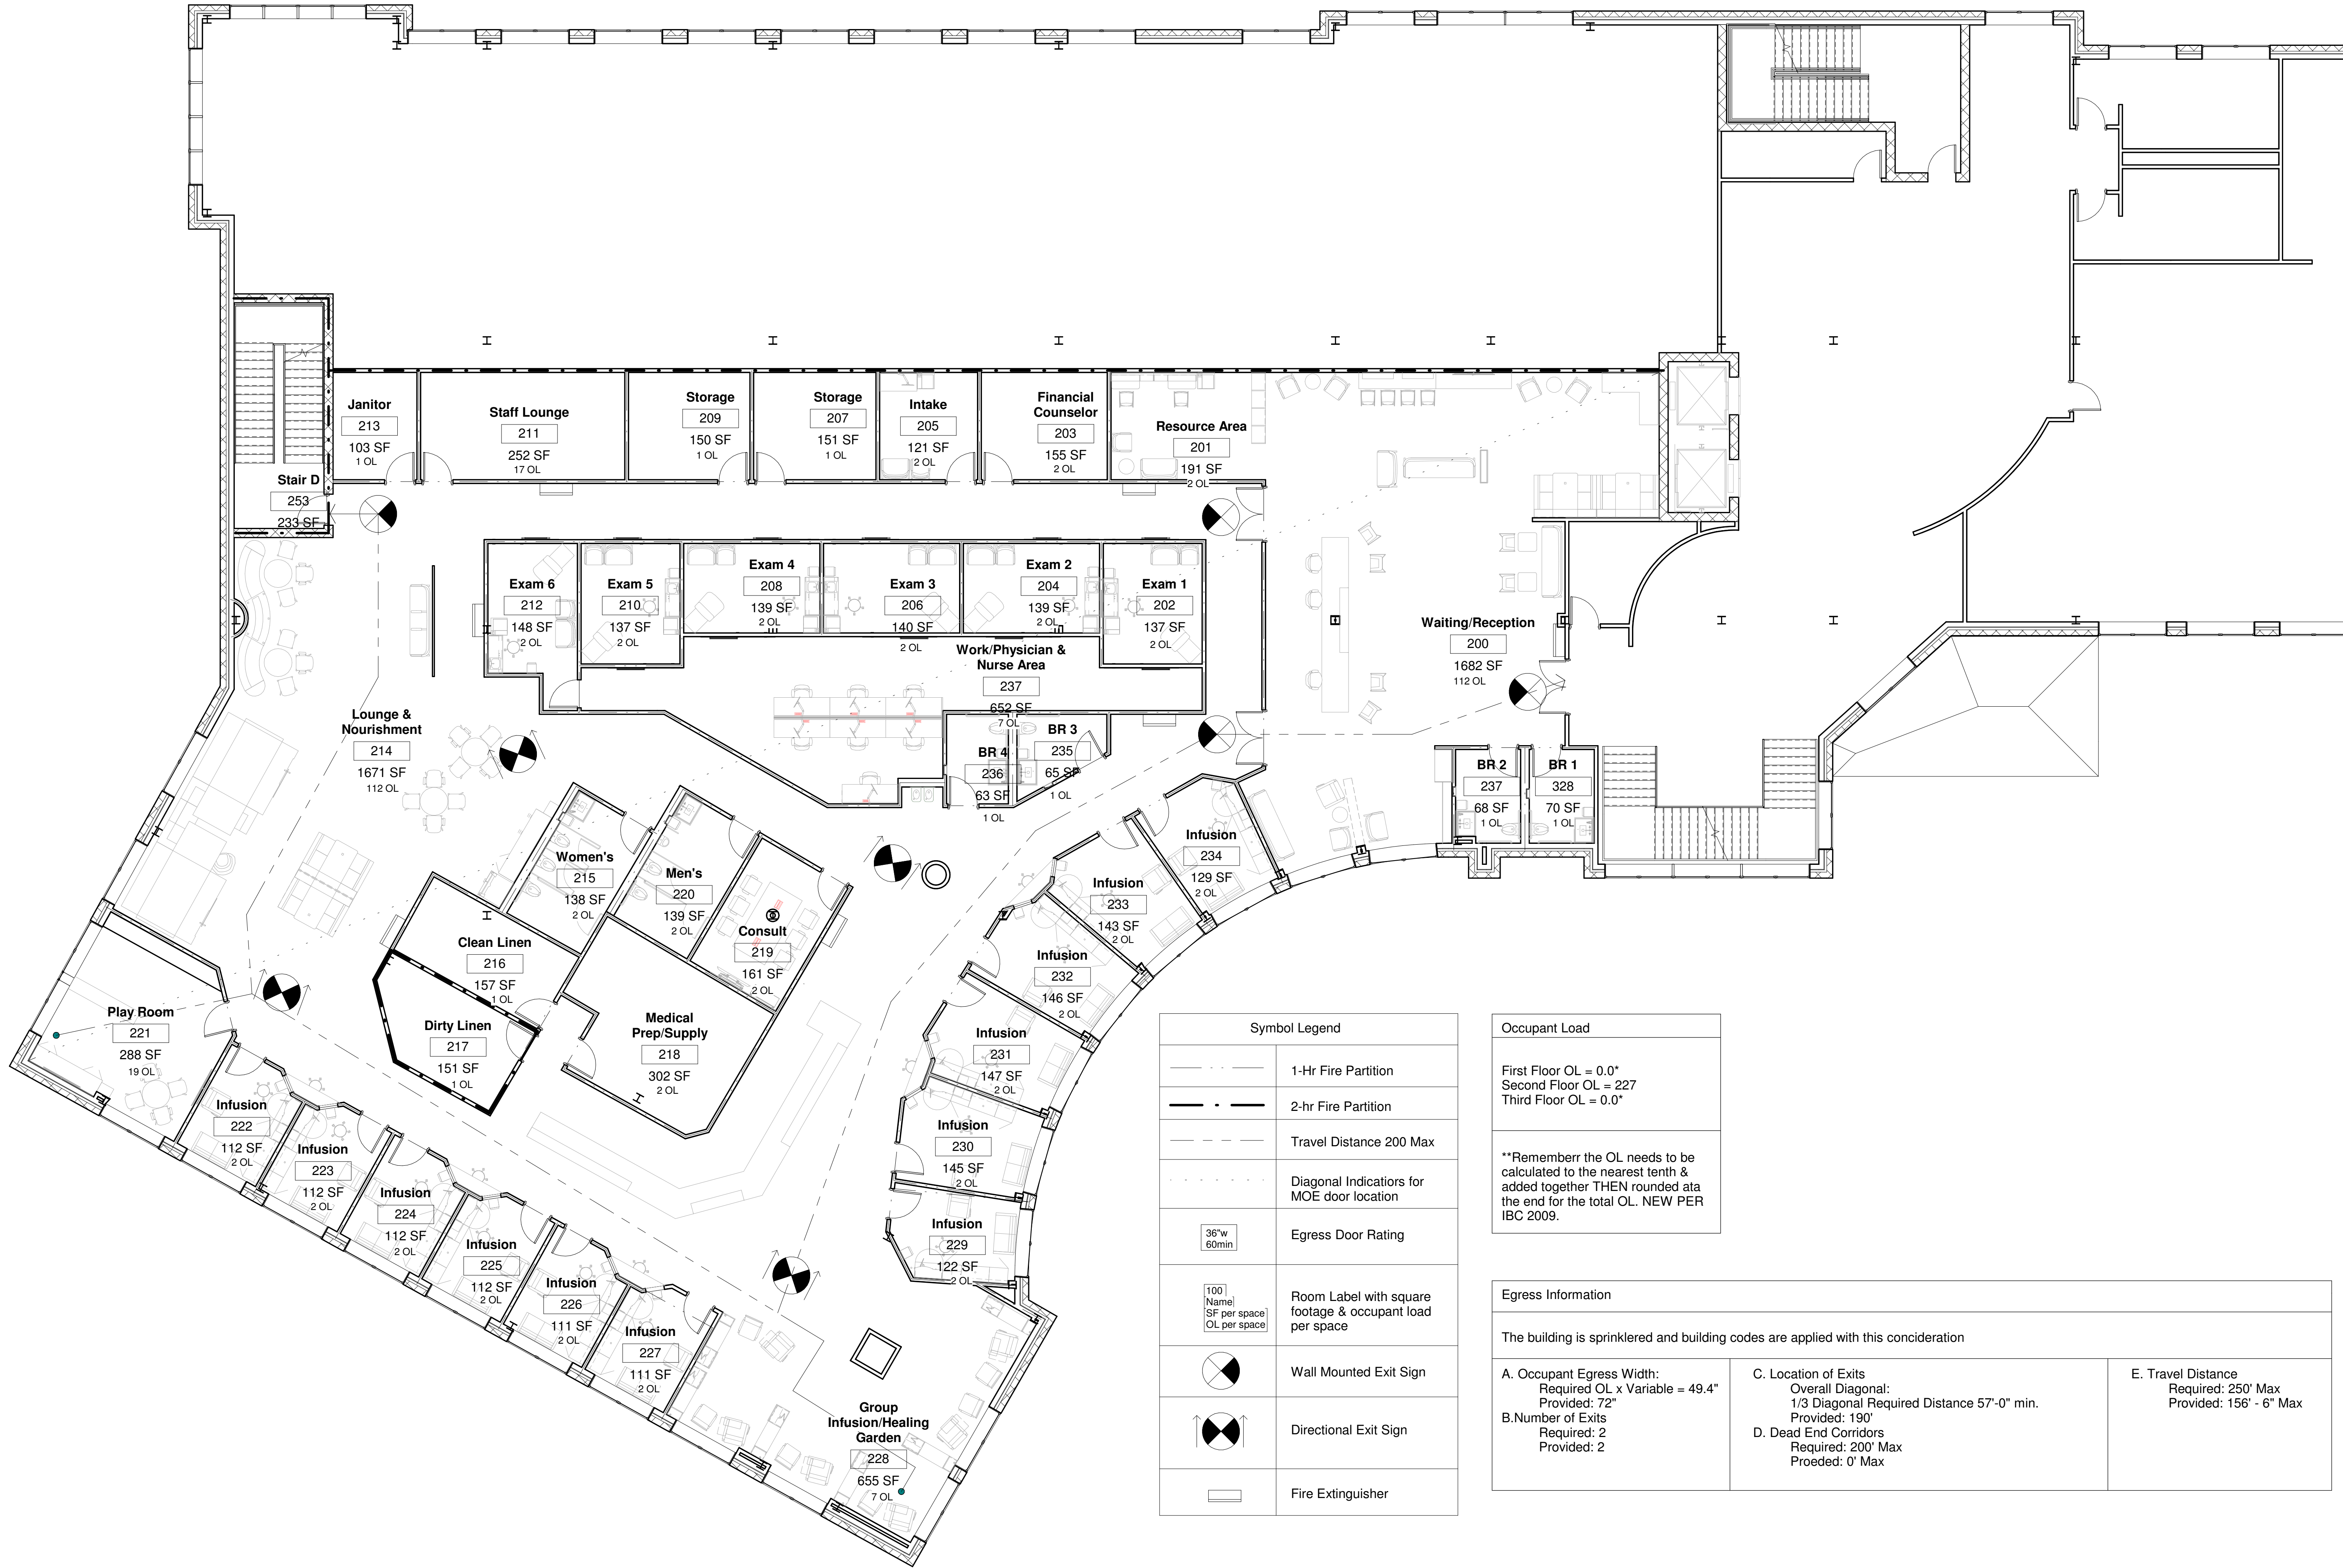 Janitor
213
103 SF
1 OL
Staff Lounge
211
252 SF
17 OL
Storage
209
150 SF
1 OL
Storage
207
151 SF
1 OL
Intake
205
121 SF
2 OL
Financial
Counselor
203
155 SF
2 OL
Resource Area
201
191 SF
2 OL
Stair D
253
233 SF
Exam 6
212
148 SF
2 OL
Exam 5
210
137 SF
2 OL
Exam 4
208
139 SF
2 OL
Exam 3
206
140 SF
2 OL
Exam 2
204
139 SF
2 OL
Exam 1
202
137 SF
2 OL
Waiting/Reception
200
1682 SF
112 OL
Work/Physician &
Nurse Area
237
652 SF
7 OL
Lounge &
Nourishment
214
1671 SF
112 OL
BR 4
236
63 SF
1 OL
BR 3
235
65 SF
1 OL
BR 2
237
68 SF
1 OL
BR 1
328
70 SF
1 OL
Women's
215
138 SF
2 OL
Men's
220
139 SF
2 OL
Consult
219
161 SF
2 OL
Clean Linen
216
157 SF
1 OL
Dirty Linen
217
151 SF
1 OL
Medical
Prep/Supply
218
302 SF
2 OL
Infusion
234
129 SF
2 OL
Infusion
233
143 SF
2 OL
Infusion
232
146 SF
2 OL
Infusion
231
147 SF
2 OL
Infusion
230
145 SF
2 OL
Infusion
229
122 SF
2 OL
Play Room
221
288 SF
19 OL
Infusion
222
112 SF
2 OL
Infusion
223
112 SF
2 OL
Infusion
224
112 SF
2 OL
Infusion
225
112 SF
2 OL
Infusion
226
111 SF
2 OL
Infusion
227
111 SF
2 OL
Group
Infusion/Healing
Garden
228
655 SF
7 OL
Symbol Legend
1-Hr Fire Partition
2-hr Fire Partition
Travel Distance 200 Max
Diagonal Indicatiors for
MOE door location
36"w
60min
Egress Door Rating
100
Name
SF per space
OL per space
Room Label with square
footage & occupant load
per space
Wall Mounted Exit Sign
Directional Exit Sign
Fire Extinguisher
Occupant Load
First Floor OL = 0.0*
Second Floor OL = 227
Third Floor OL = 0.0*
**Rememberr the OL needs to be
calculated to the nearest tenth &
added together THEN rounded ata
the end for the total OL. NEW PER
IBC 2009.
Egress Information
The building is sprinklered and building codes are applied with this concideration
A. Occupant Egress Width:
Required OL x Variable = 49.4"
Provided: 72"
B.Number of Exits
Required: 2
Provided: 2
C. Location of Exits
Overall Diagonal:
1/3 Diagonal Required Distance 57'-0" min.
Provided: 190'
D. Dead End Corridors
Required: 200' Max
Proeded: 0' Max
E. Travel Distance
Required: 250' Max
Provided: 156' - 6" Max